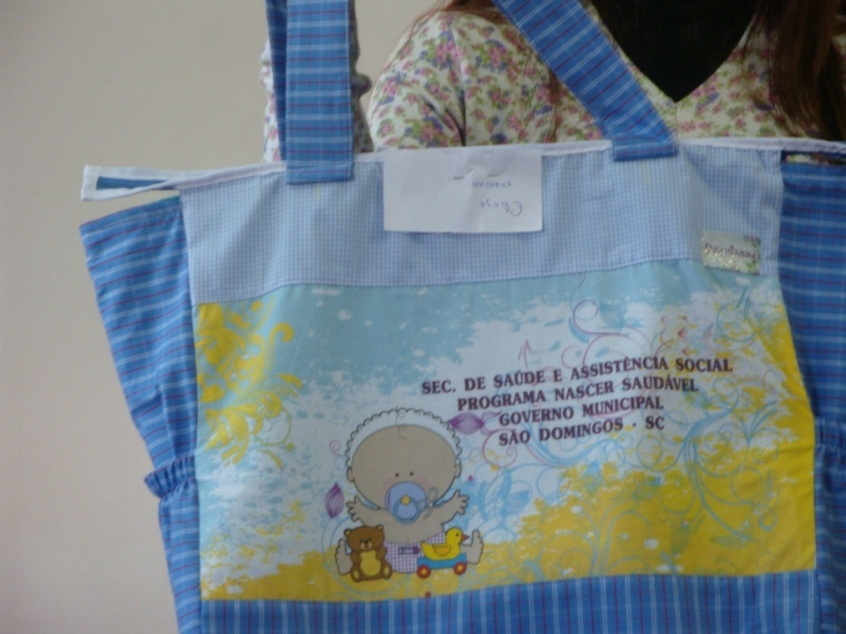 SEC. DE SAÚDE E ASSISTÊNCIA SOCIAL
PROGRAMA NASCER SAUDÁVEL
GOVERNO MUNICIPAL
SÃO DOMINGOS - SC